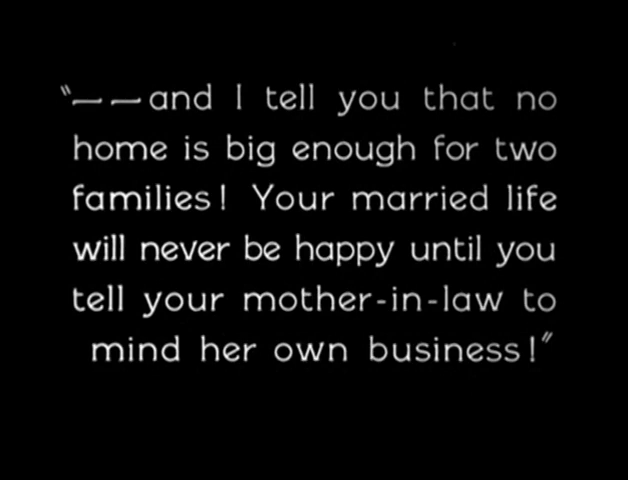 "——and I tell you that no
home is big enough for two
families! Your married life
will never be happy until you
tell your mother-in-law to
mind her own business!"